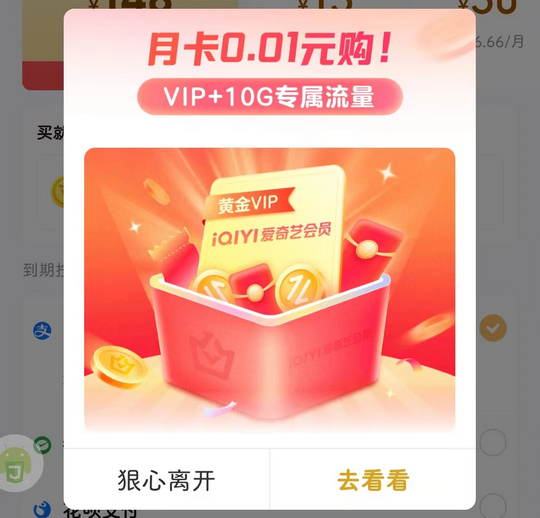 ¥148
¥15
¥50
6.66/月
月卡0.01元购!
VIP+10G专属流量
买就
黄金VIP
iQIYI爱奇艺会员
iQIYI爱奇艺会员
到期按
支
狠心离开
去看看
花呗支付